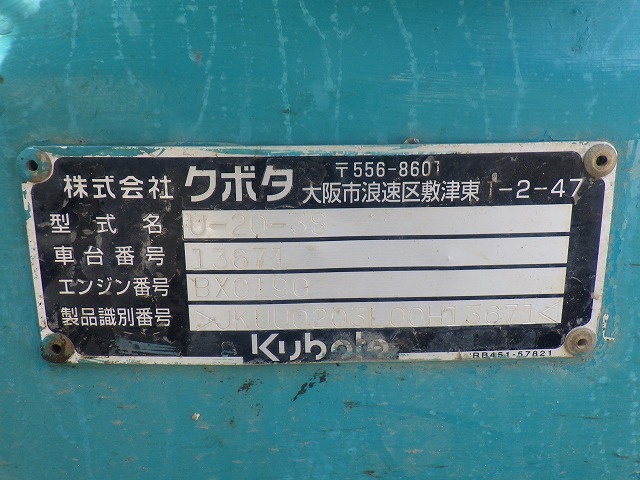 株式会社 クボタ 〒556-8601
大阪市浪速区敷津東1-2-47
型式名 U-20-3S
車台番号 13671
エンジン番号
製品識別番号
Kubota
RB451-57821